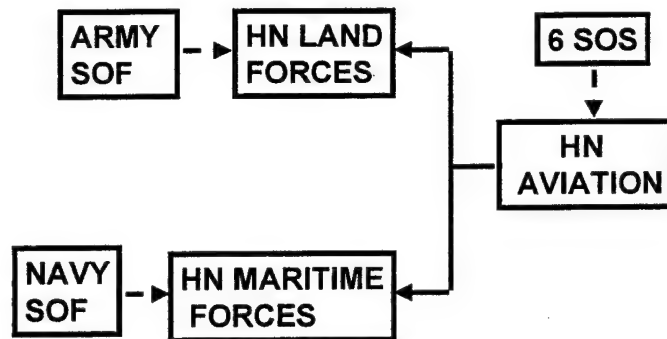 ARMY
SOF
HN LAND
FORCES
6 SOS
HN
AVIATION
NAVY
SOF
HN MARITIME
FORCES